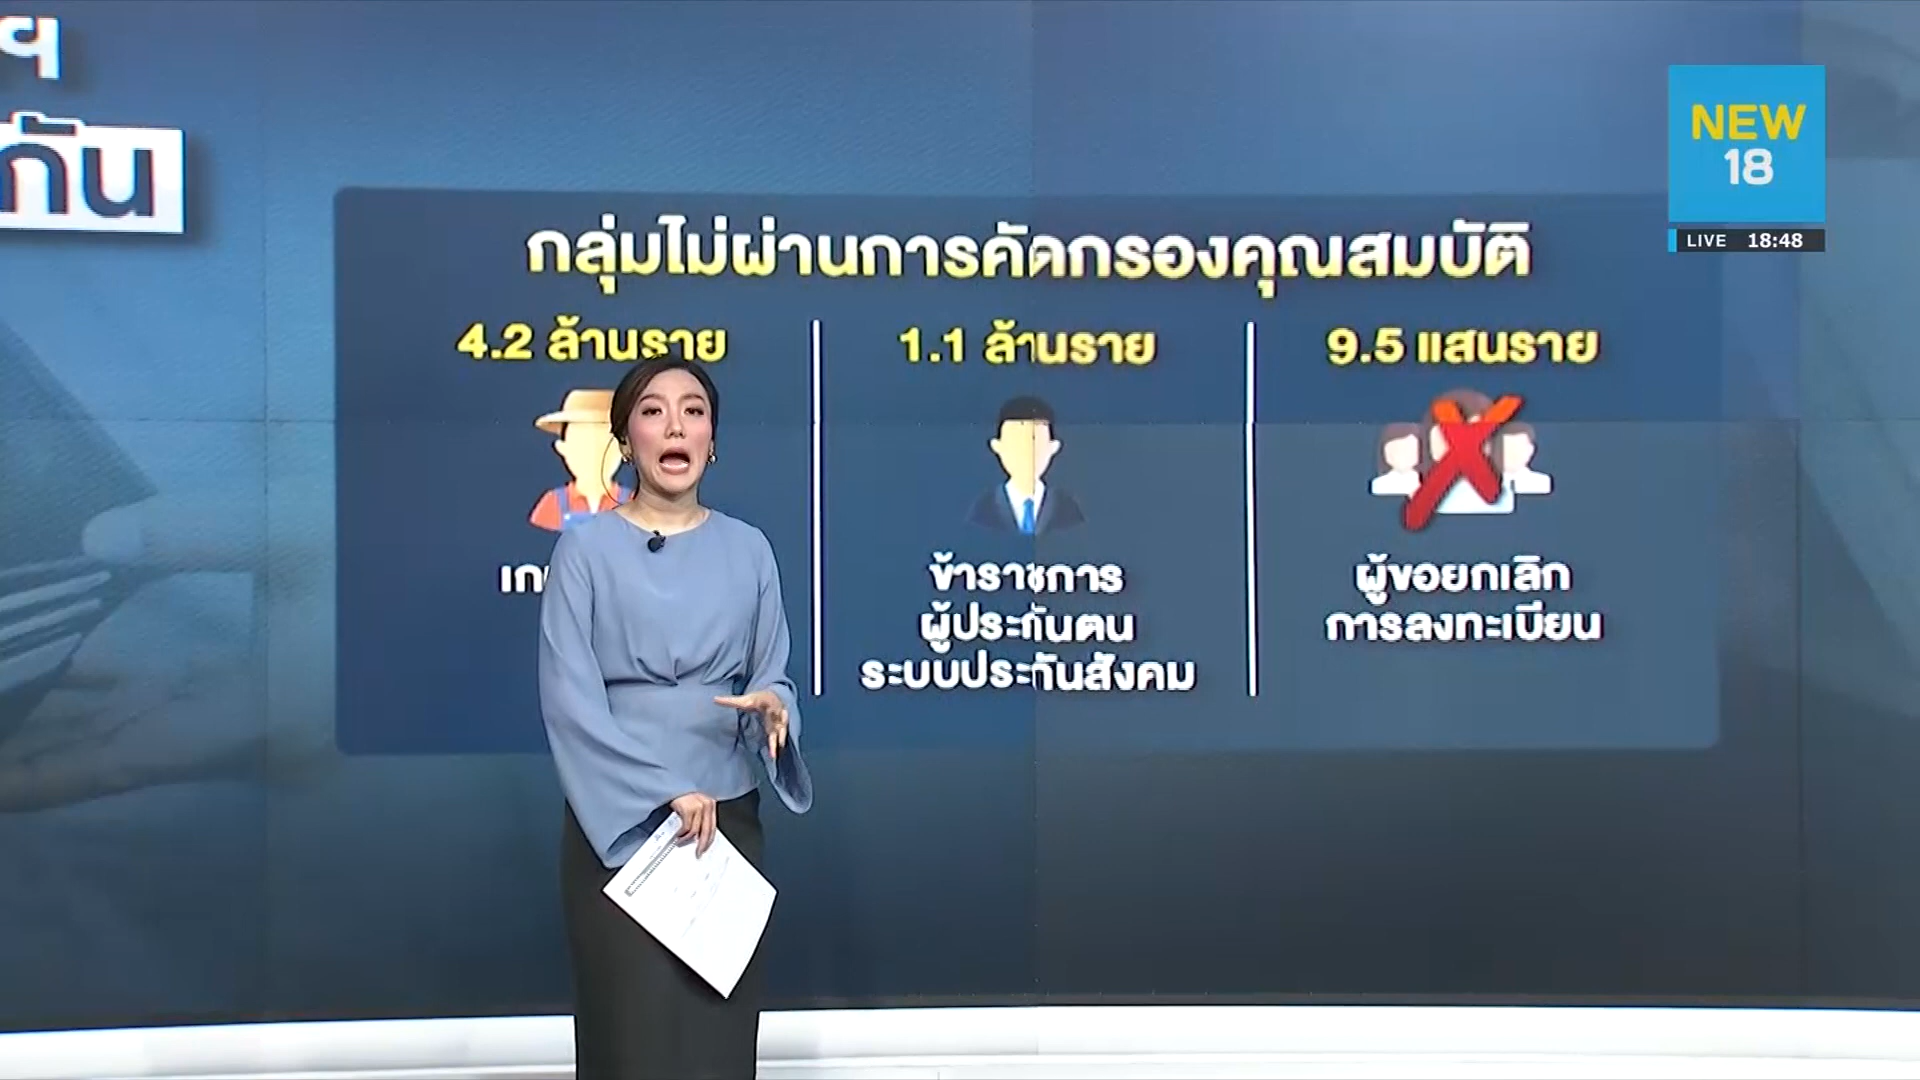 ฯ
กัน
NEW
18
LIVE 18:48
กลุ่มไม่ผ่านการคัดกรองคุณสมบัติ
4.2 ล้านราย
1.1 ล้านราย
9.5 แสนราย
ข้าราชการ
ผู้ประกันตน
ระบบประกันสังคม
ผู้ขอยกเลิก
การลงทะเบียน